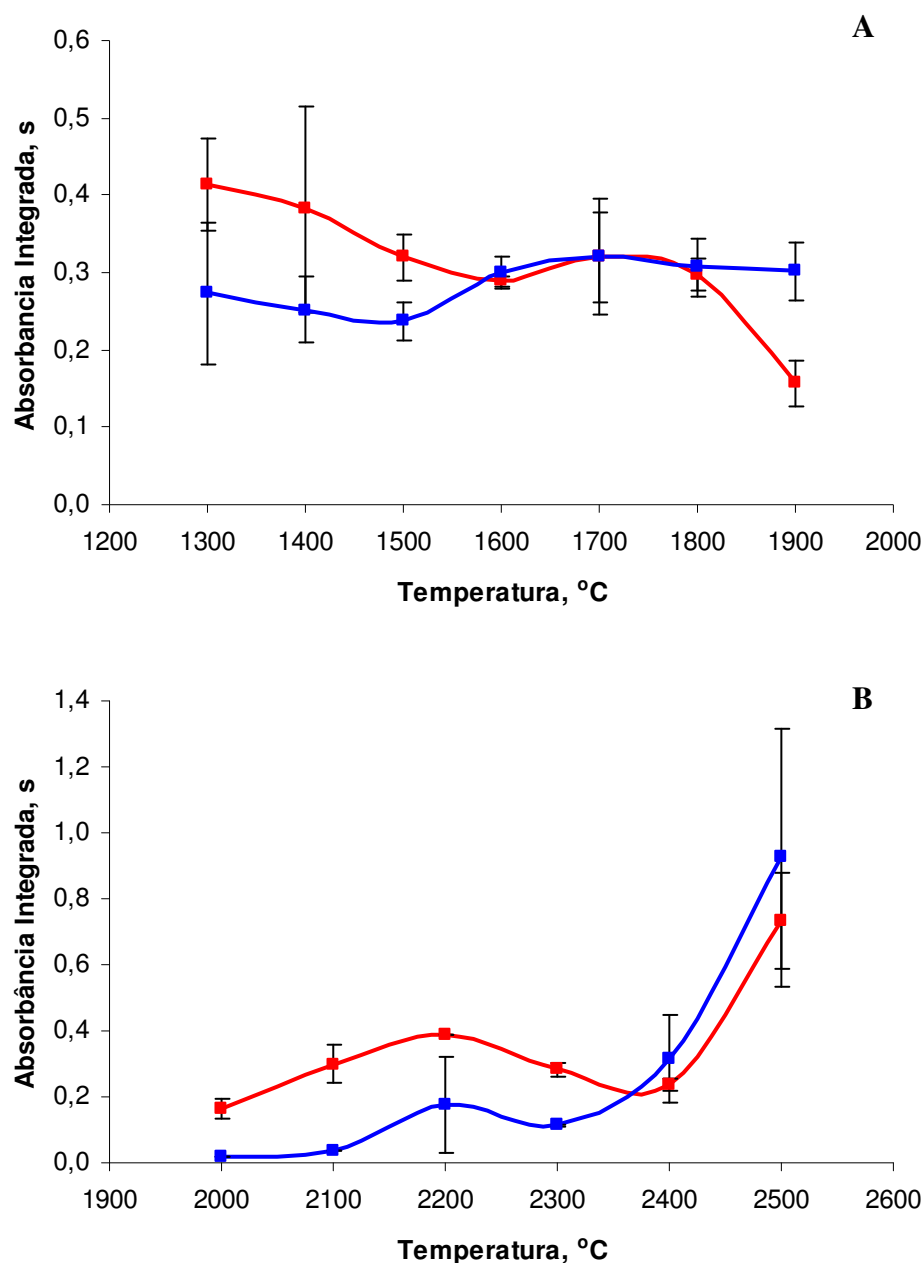 A
0,6
0,5
0,4
0,3
0,2
0,1
0,0
Absorbancia Integrada, s
1200 1300 1400 1500 1600 1700 1800 1900 2000
Temperatura, ºC
B
1,4
1,2
1,0
0,8
0,6
0,4
0,2
0,0
Absorbância Integrada, s
1900 2000 2100 2200 2300 2400 2500 2600
Temperatura, ºC